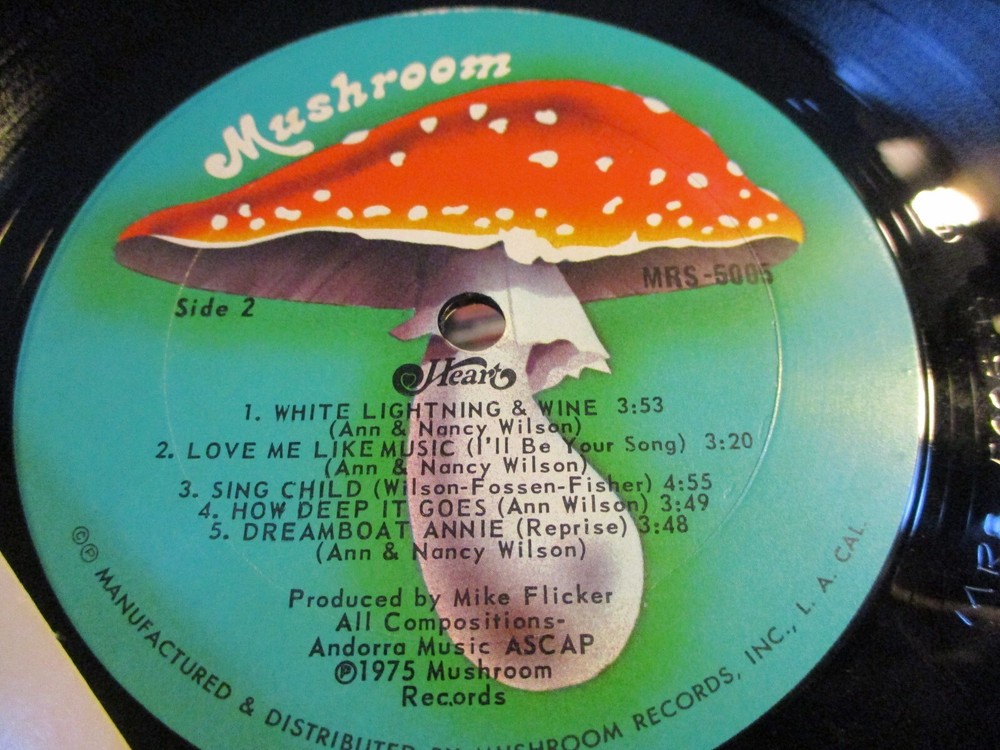 Mushroom
MRS-5005
Side 2
Heart
1. WHITE LIGHTNING & WINE 3:53
(Ann & Nancy Wilson)
2. LOVE ME LIKE MUSIC (I'll Be Your Song) 3:20
(Ann & Nancy Wilson)
3. SING CHILD (Wilson-Fossen-Fisher) 4:55
4. HOW DEEP IT GOES (Ann Wilson) 3:49
5. DREAMBOAT ANNIE (Reprise) 3:48
(Ann & Nancy Wilson)
Produced by Mike Flicker
All Compositions-
Andorra Music ASCAP
℗1975 Mushroom
Records
©℗ MANUFACTURED & DISTRIBUTED BY MUSHROOM RECORDS, INC., L. A. CAL.